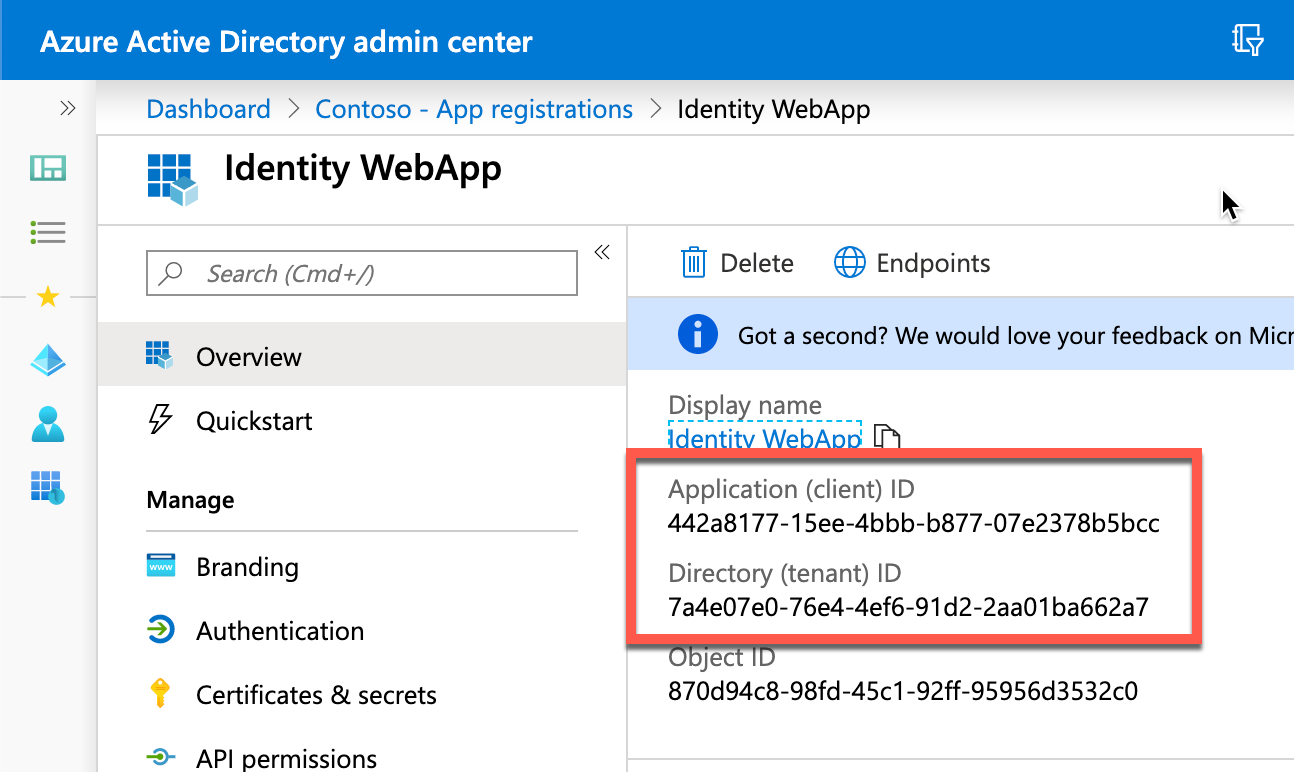 Azure Active Directory admin center
Dashboard > Contoso - App registrations > Identity WebApp
Identity WebApp
Search (Cmd+/)
Overview
Quickstart
Manage
Branding
Authentication
Certificates & secrets
API permissions
Delete
Endpoints
Got a second? We would love your feedback on Micr
Display name
Identity WebApp
Application (client) ID
442a8177-15ee-4bbb-b877-07e2378b5bcc
Directory (tenant) ID
7a4e07e0-76e4-4ef6-91d2-2aa01ba662a7
Object ID
870d94c8-98fd-45c1-92ff-95956d3532c0